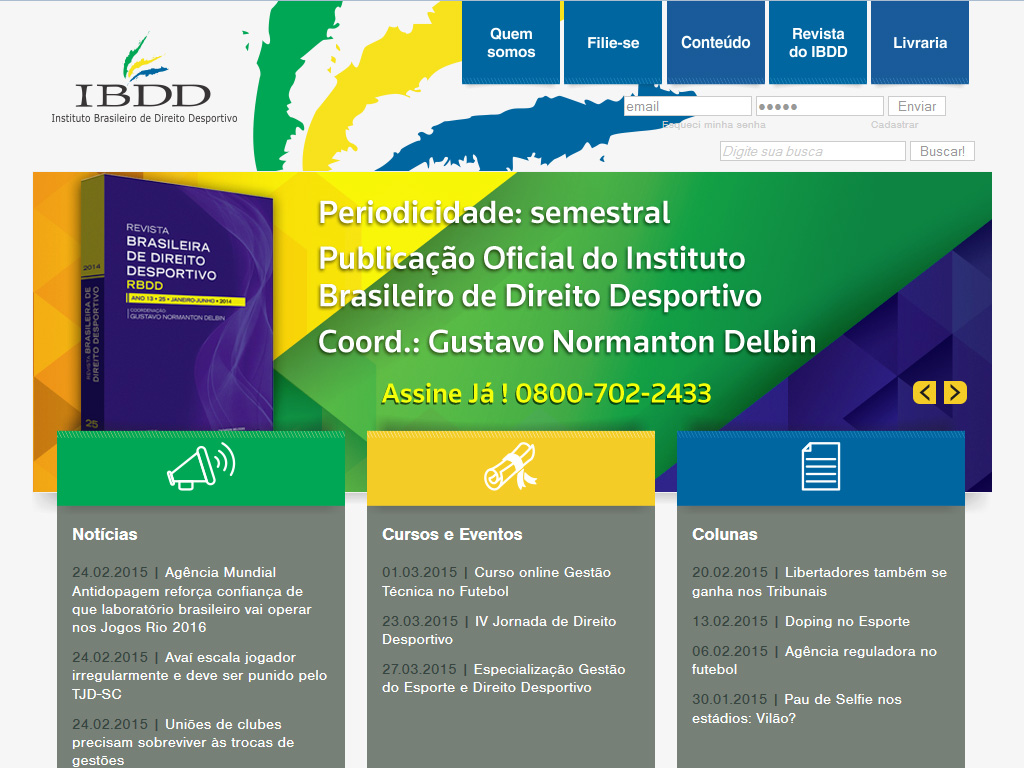 Quem
somos
Filie-se
Conteúdo
Revista
do IBDD
Livraria
IBDD
Instituto Brasileiro de Direito Desportivo
email
Enviar
Esqueci minha senha
Cadastrar
Digite sua busca
Buscar!
REVISTA
BRASILEIRA
DE DIREITO
DESPORTIVO
RBDD
ANO 13 • 25 • JANEIRO-JUNHO • 2014
COORDENAÇÃO
GUSTAVO NORMANTON DELBIN
2014
REVISTA BRASILEIRA DE
DIREITO DESPORTIVO
25
Periodicidade: semestral
Publicação Oficial do Instituto
Brasileiro de Direito Desportivo
Coord.: Gustavo Normanton Delbin
Assine Já ! 0800-702-2433
Notícias
24.02.2015 | Agência Mundial
Antidopagem reforça confiança de
que laboratório brasileiro vai operar
nos Jogos Rio 2016
24.02.2015 | Avaí escala jogador
irregularmente e deve ser punido pelo
TJD-SC
24.02.2015 | Uniões de clubes
precisam sobreviver às trocas de
gestões
Cursos e Eventos
01.03.2015 | Curso online Gestão
Técnica no Futebol
23.03.2015 | IV Jornada de Direito
Desportivo
27.03.2015 | Especialização Gestão
do Esporte e Direito Desportivo
Colunas
20.02.2015 | Libertadores também se
ganha nos Tribunais
13.02.2015 | Doping no Esporte
06.02.2015 | Agência reguladora no
futebol
30.01.2015 | Pau de Selfie nos
estádios: Vilão?